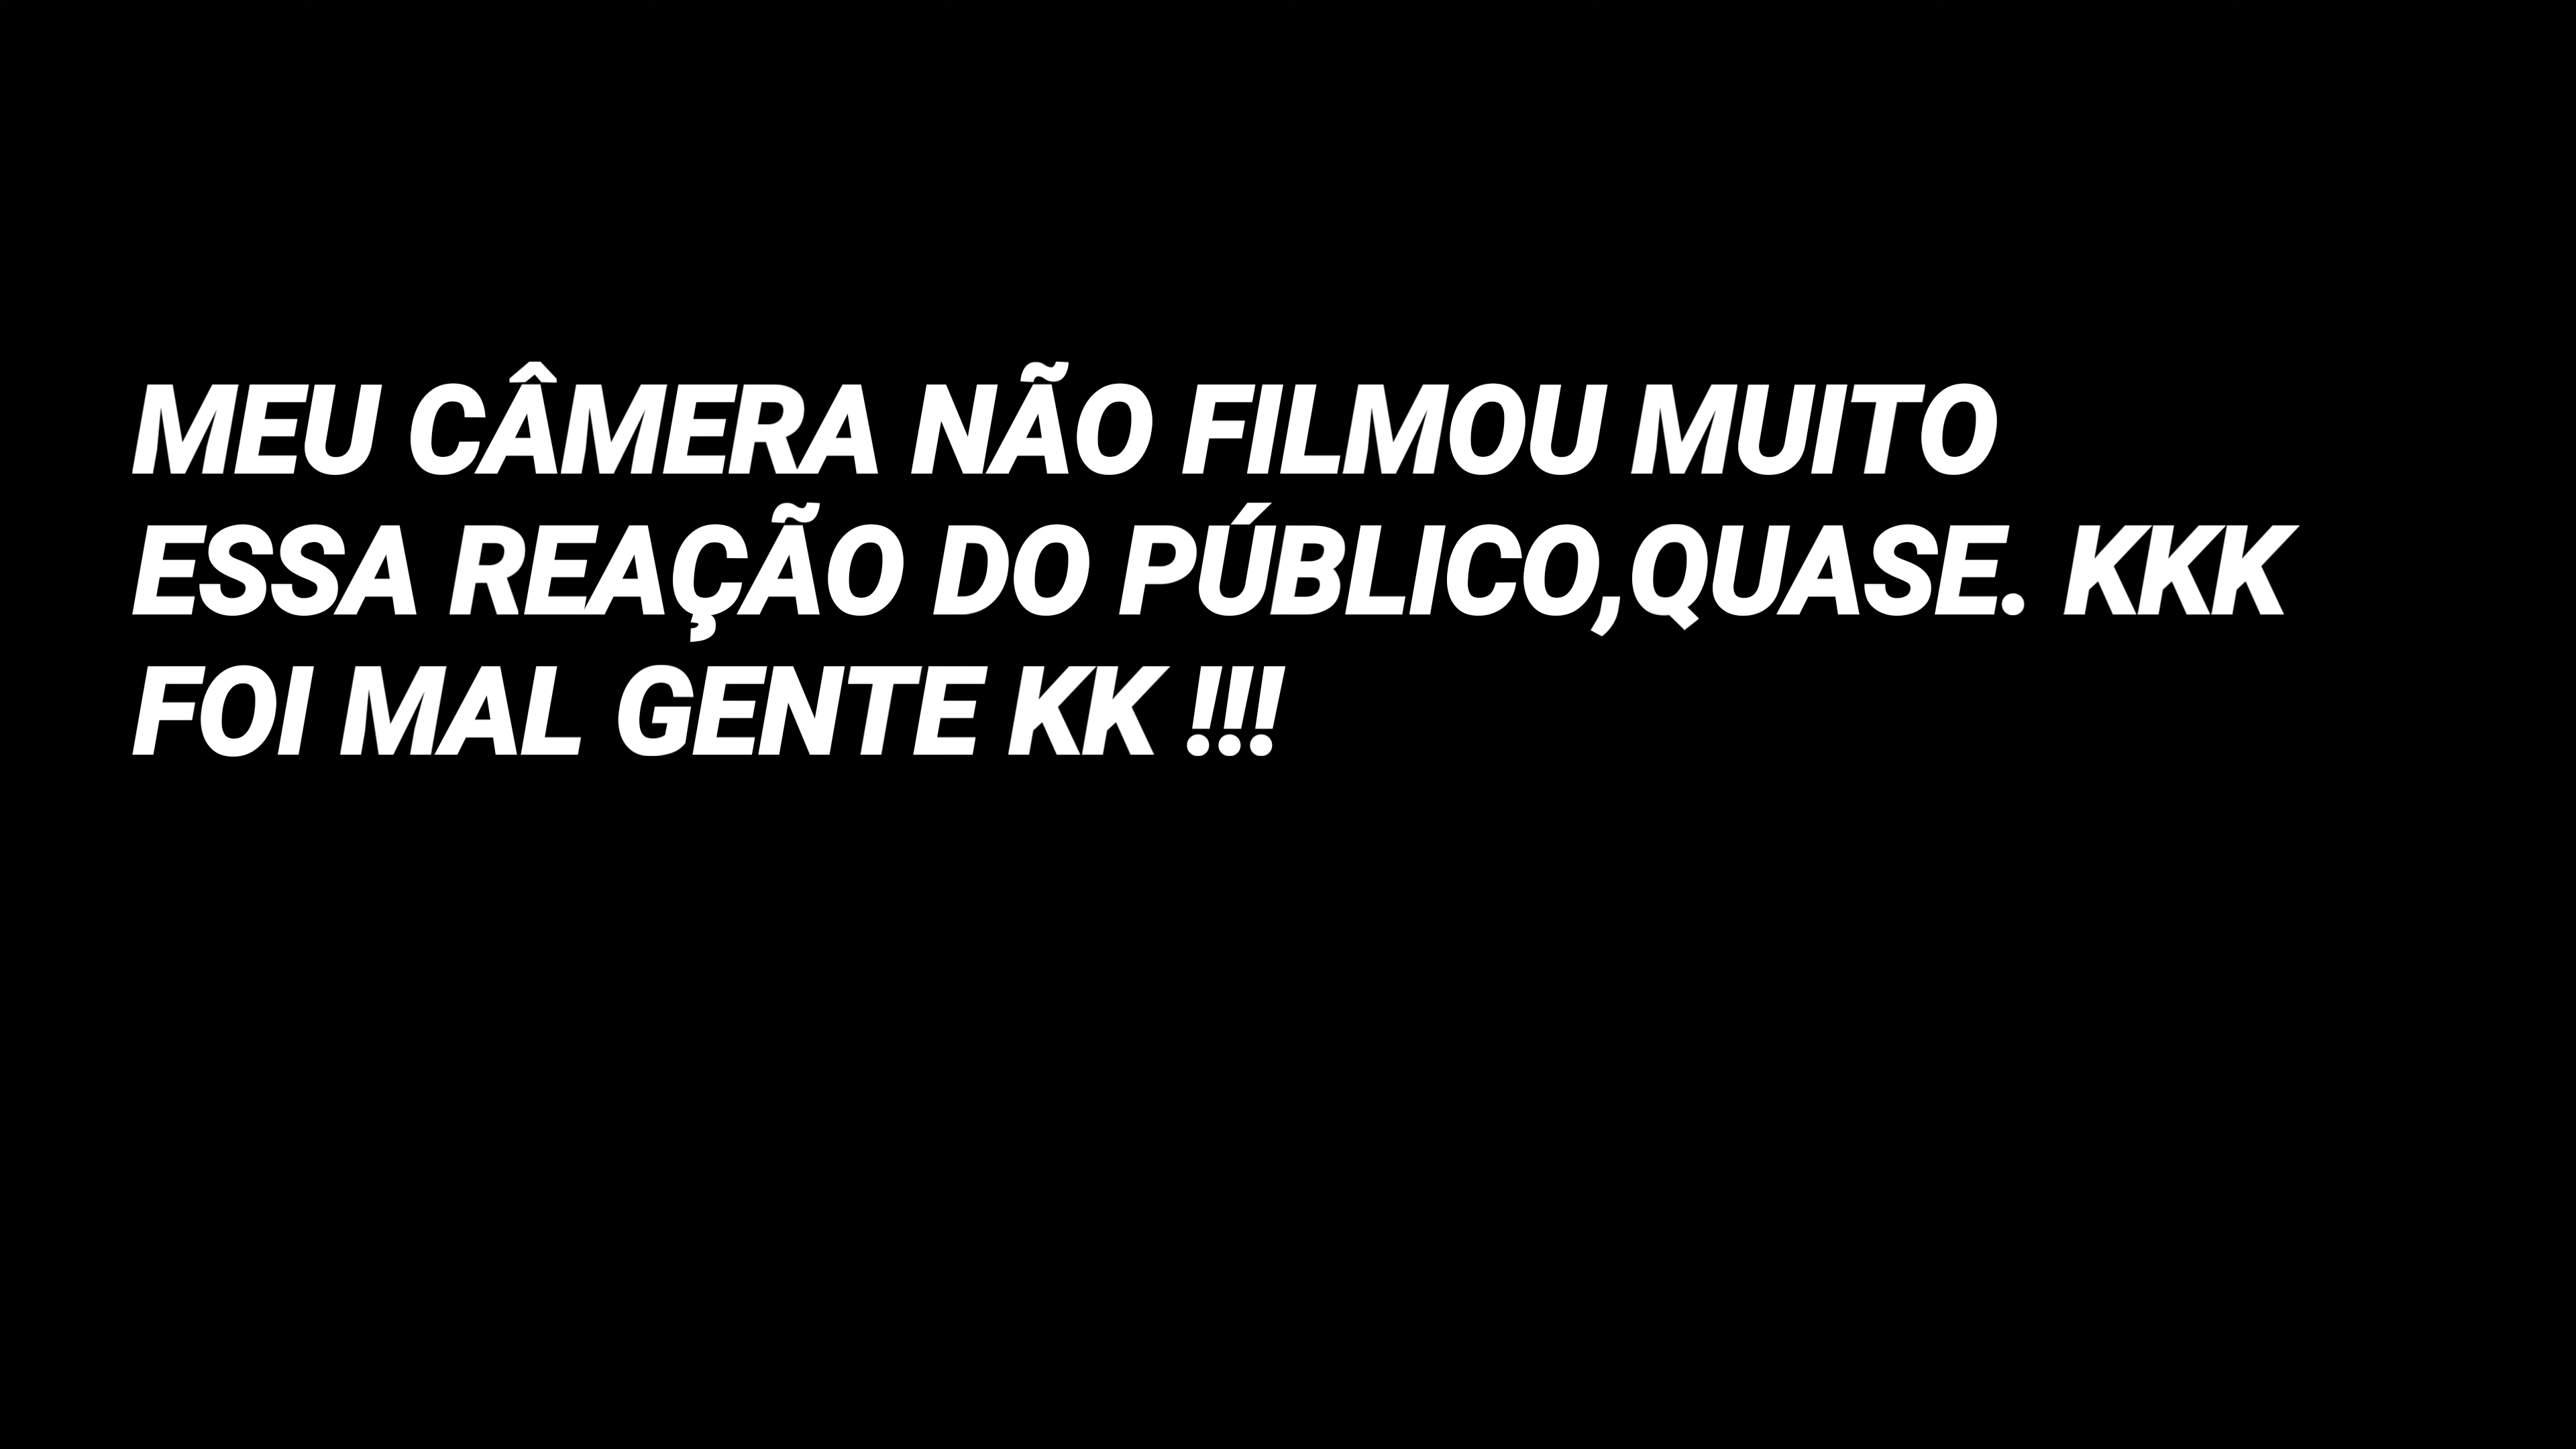 MEU CÂMERA NÃO FILMOU MUITO
ESSA REAÇÃO DO PÚBLICO,QUASE. KKK
FOI MAL GENTE KK !!!